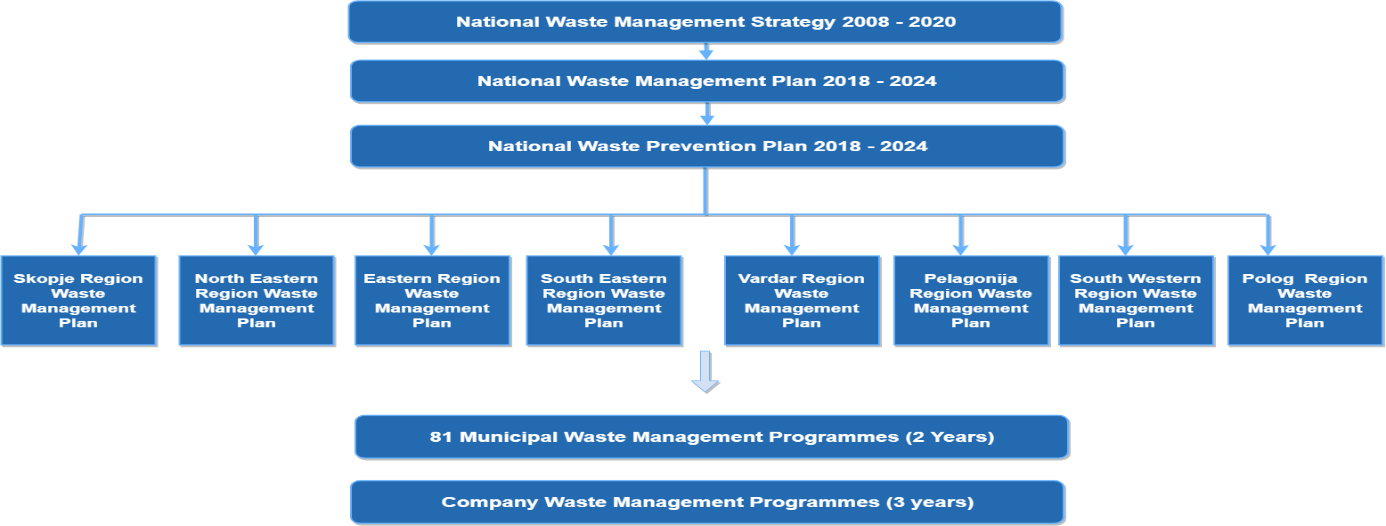 National Waste Management Strategy 2008 - 2020
National Waste Management Plan 2018 - 2024
National Waste Prevention Plan 2018 - 2024
Skopje Region
Waste
Management
Plan
North Eastern
Region Waste
Management
Plan
Eastern Region
Waste
Management
Plan
South Eastern
Region Waste
Management
Plan
Vardar Region
Waste
Management
Plan
Pelagonija
Region Waste
Management
Plan
South Western
Region Waste
Management
Plan
Polog  Region
Waste
Management
Plan
81 Municipal Waste Management Programmes (2 Years)
Company Waste Management Programmes (3 years)